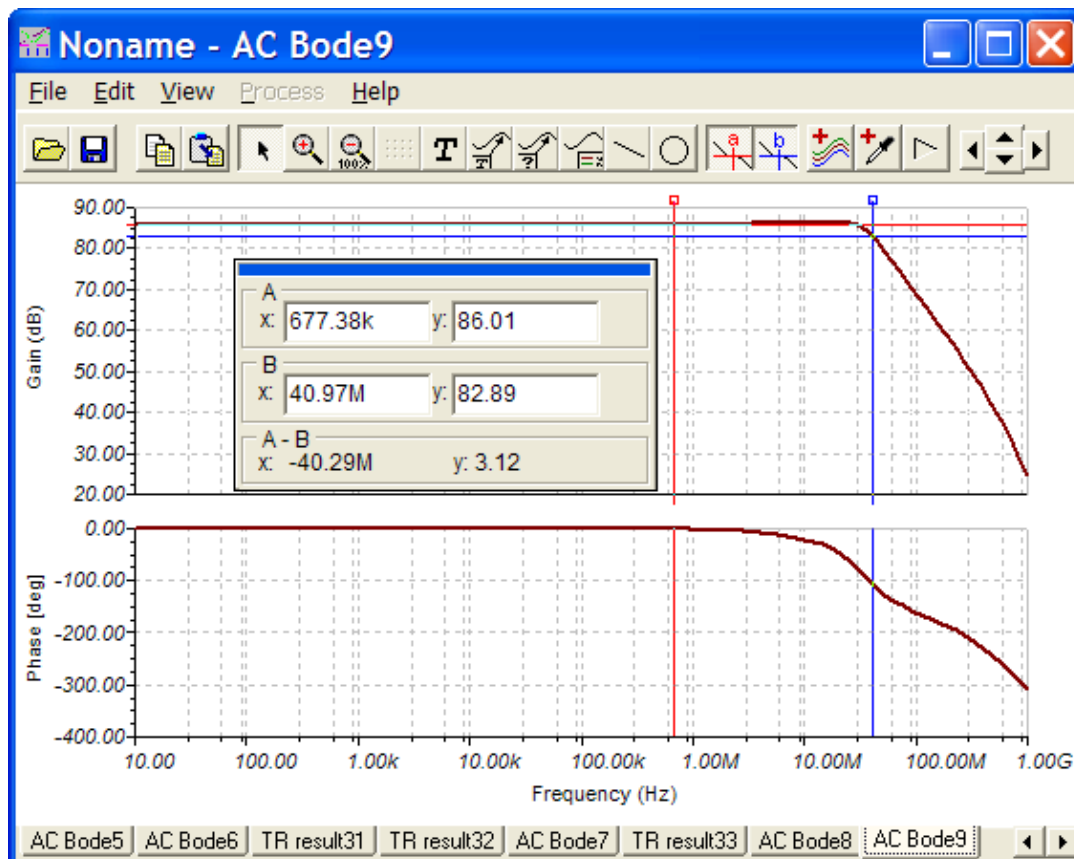 Noname - AC Bode9
File Edit View Process Help
100% T T ? a b
90.00
80.00
70.00
60.00
50.00
40.00
30.00
20.00
Gain (dB)
A
x: 677.38k y: 86.01
B
x: 40.97M y: 82.89
A - B
x: -40.29M y: 3.12
0.00
-100.00
-200.00
-300.00
-400.00
Phase [deg]
10.00 100.00 1.00k 10.00k 100.00k 1.00M 10.00M 100.00M 1.00G
Frequency (Hz)
AC Bode5 AC Bode6 TR result31 TR result32 AC Bode7 TR result33 AC Bode8 AC Bode9